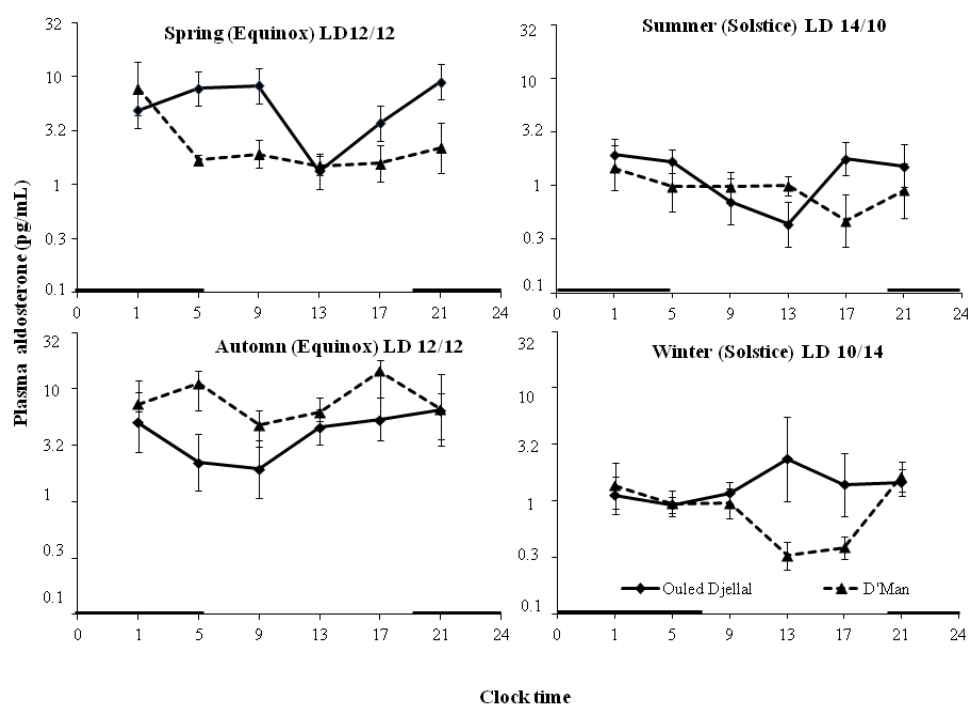 Plasma aldosterone (pg/mL)
Spring (Equinox) LD12/12
32
10
3.2
1
0.3
0.1
0 1 5 9 13 17 21 24
Summer (Solstice) LD 14/10
32
10
3.2
1
0.3
0.1
0 1 5 9 13 17 21 24
Automn (Equinox) LD 12/12
32
10
3.2
1
0.3
0.1
0 1 5 9 13 17 21 24
Winter (Solstice) LD 10/14
32
10
3.2
1
0.3
0.1
Ouled Djellal D'Man
0 1 5 9 13 17 21 24
Clock time